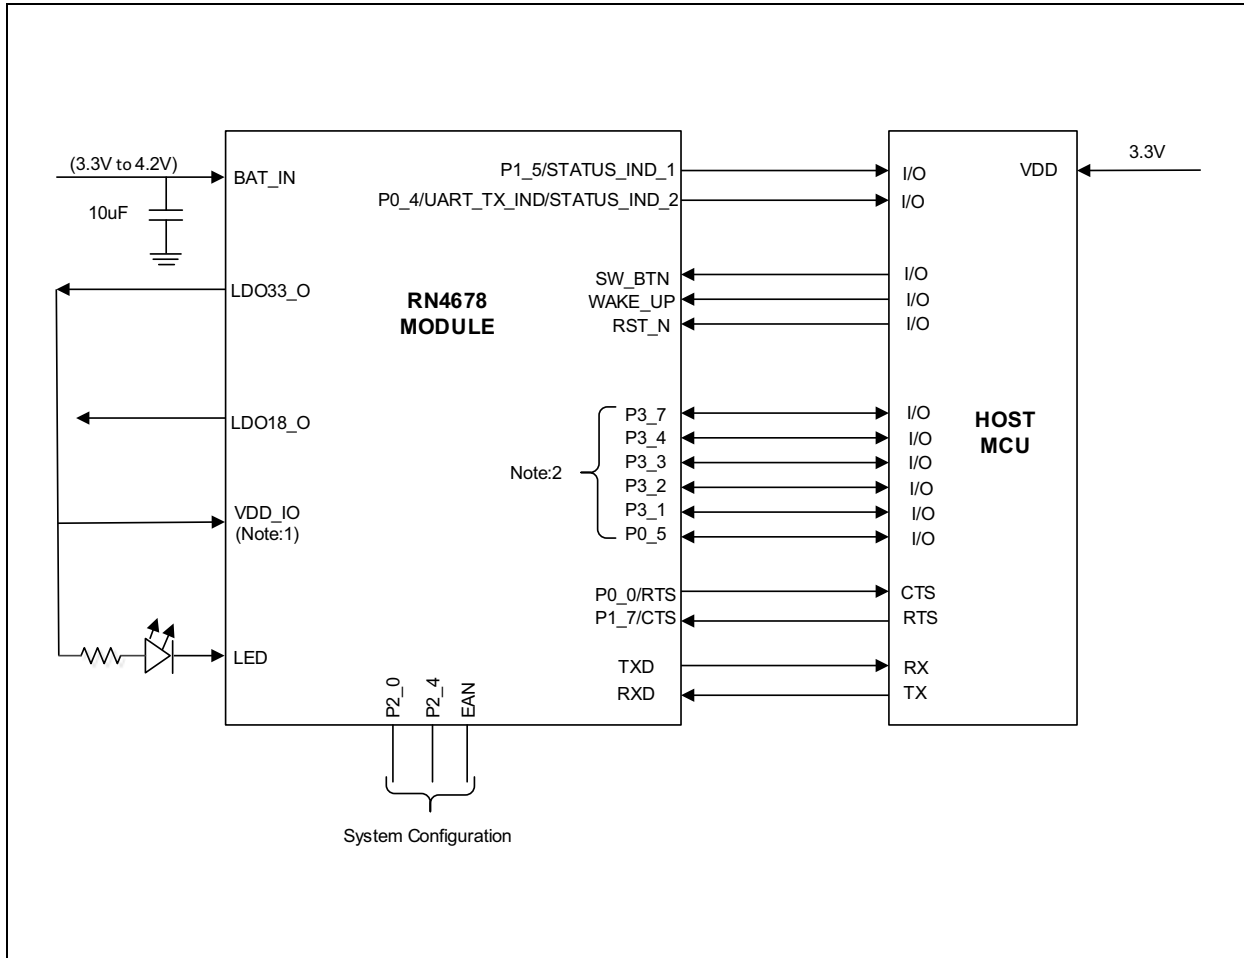 (3.3V to 4.2V)
BAT_IN
10uF
LDO33_O
LDO18_O
VDD_IO
(Note:1)
LED
RN4678
MODULE
P1_5/STATUS_IND_1
P0_4/UART_TX_IND/STATUS_IND_2
SW_BTN
WAKE_UP
RST_N
Note:2
P3_7
P3_4
P3_3
P3_2
P3_1
P0_5
P0_0/RTS
P1_7/CTS
TXD
RXD
P2_0
P2_4
EAN
System Configuration
I/O
I/O
I/O
I/O
I/O
I/O
I/O
I/O
I/O
I/O
I/O
CTS
RTS
RX
TX
HOST
MCU
VDD
3.3V